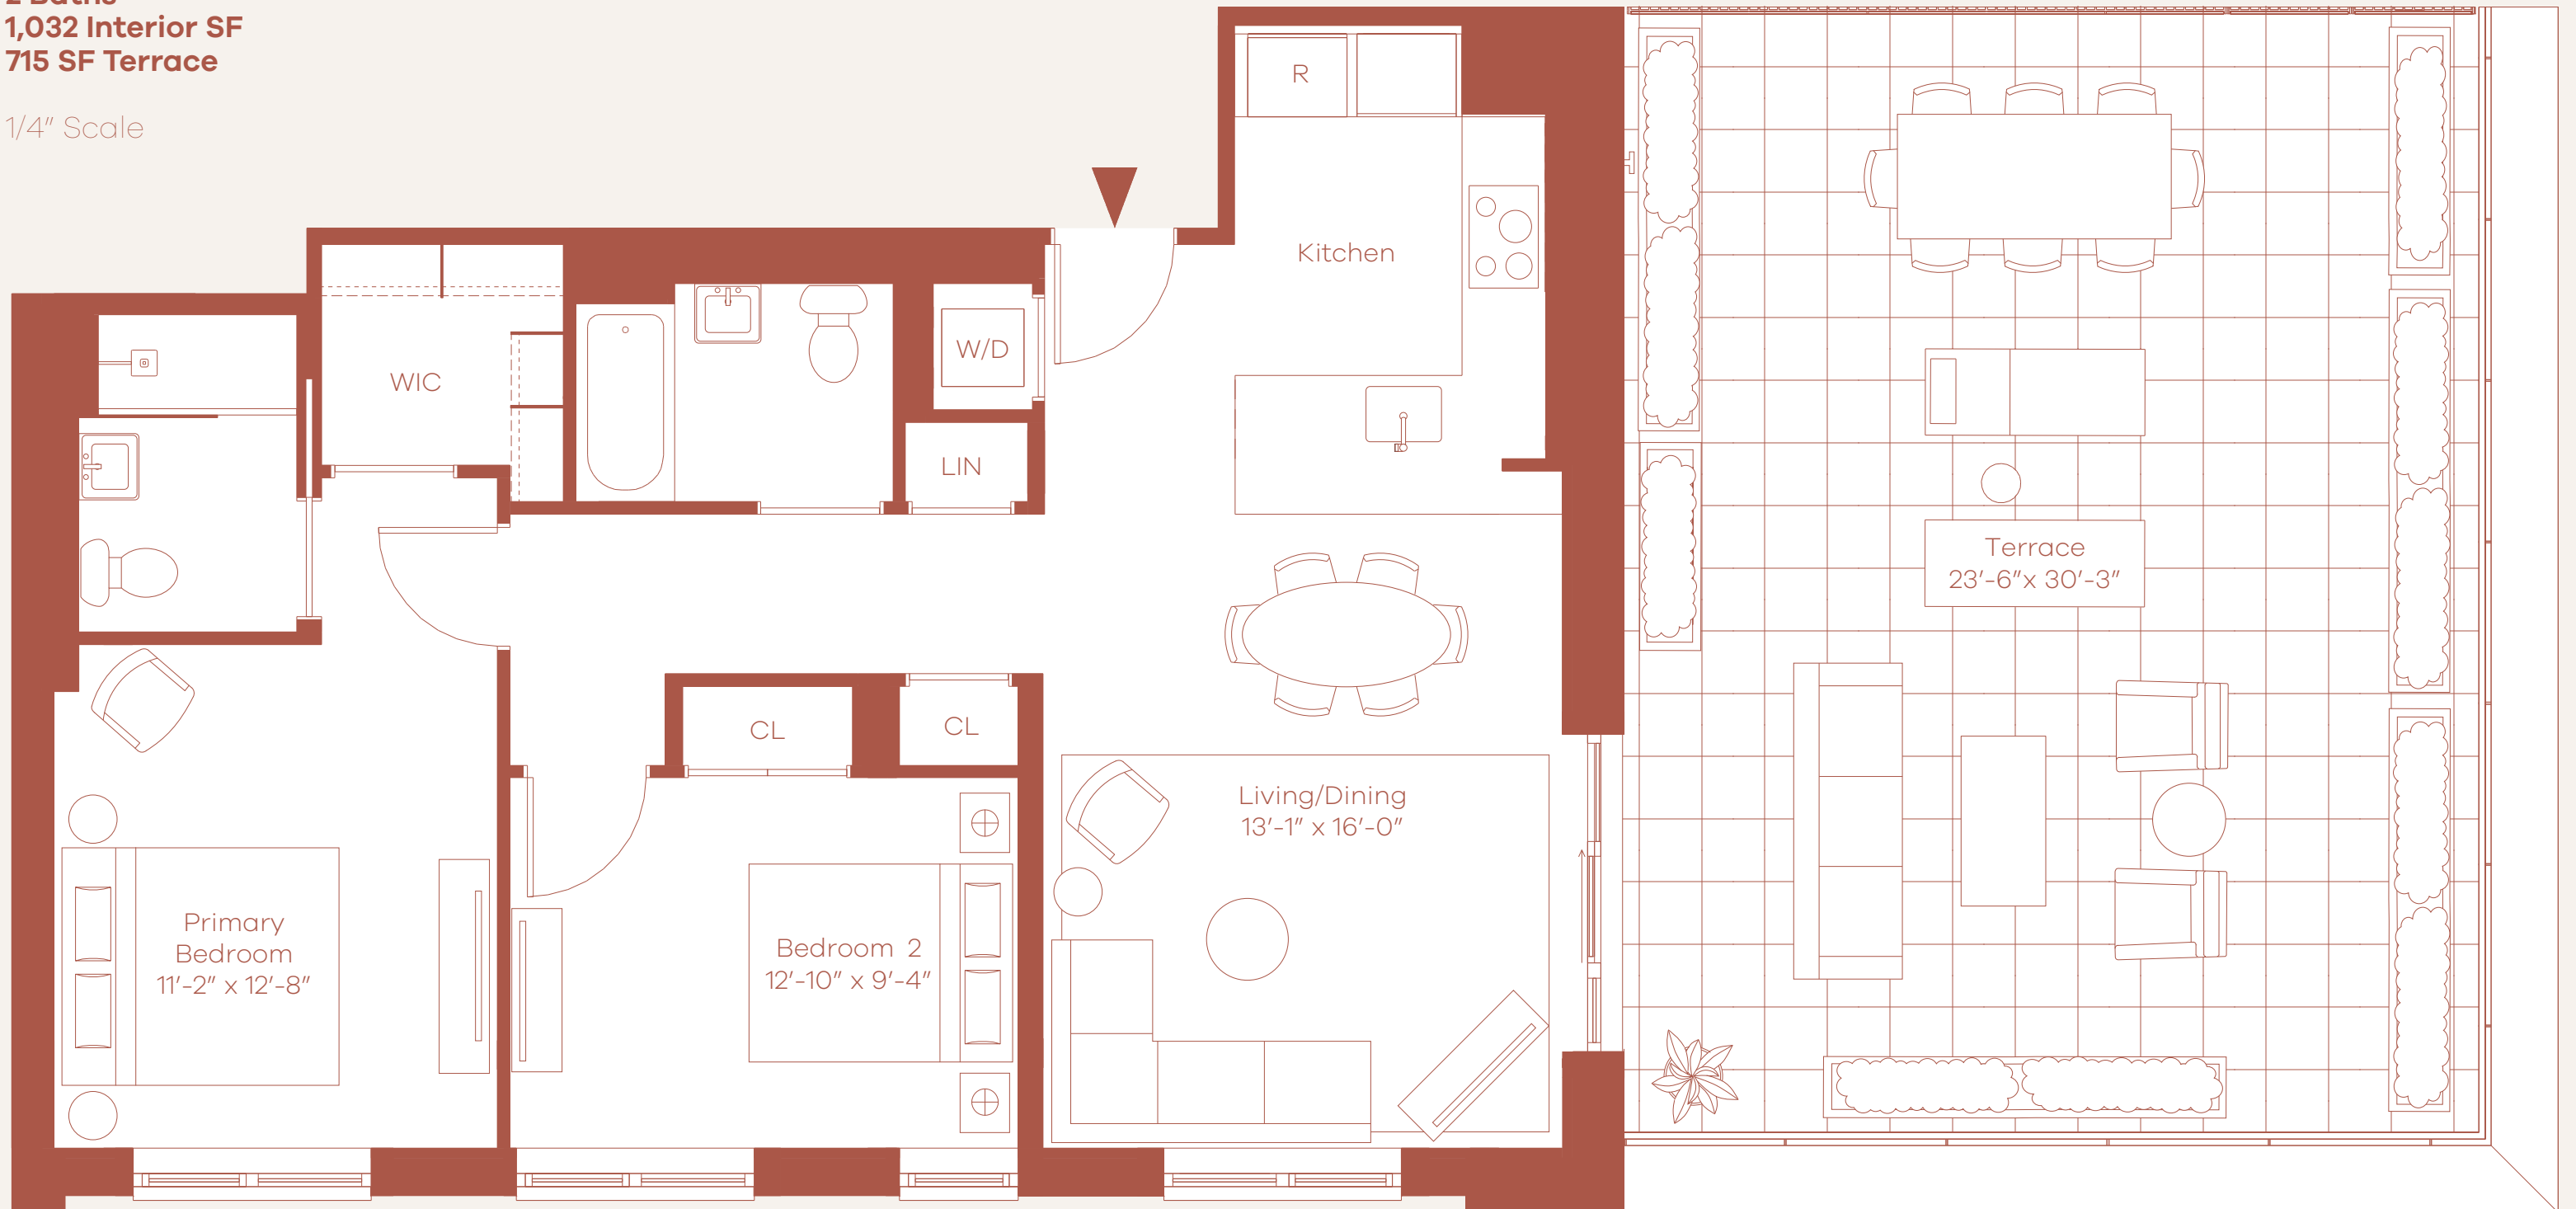 2 Baths
1,032 Interior SF
715 SF Terrace
1/4” Scale
R
Kitchen
W/D
WIC
LIN
Terrace
23’-6”x 30’-3”
CL
CL
Living/Dining
13’-1” x 16’-0”
Primary
Bedroom
11’-2” x 12’-8”
Bedroom 2
12’-10” x 9’-4”